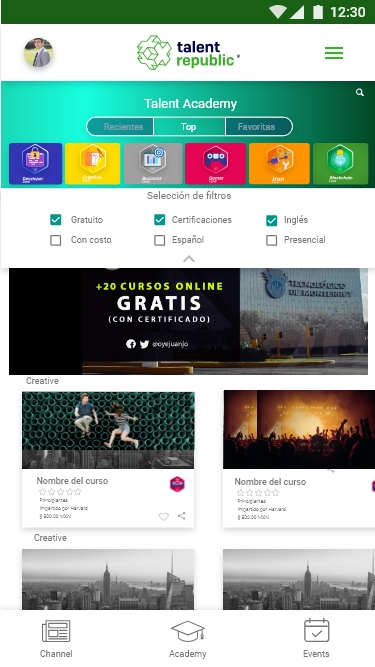 12:30
talent
republic
Talent Academy
Recientes
Top
Favoritas
Developer
Creative
Business
Gamer
Iron
Blockchain
Selección de filtros
Gratuito
Certificaciones
Inglés
Con costo
Español
Presencial
TECNOLÓGICO
DE MONTERREY
+20 CURSOS ONLINE
GRATIS
(CON CERTIFICADO)
@oyejuanjo
Creative
Nombre del curso
Principiantes
Impartido por Harvard
$ 500.00 MXN
Nombre del curso
Principiantes
Impartido por Harvard
$ 500.00 MXN
Creative
Channel
Academy
Events